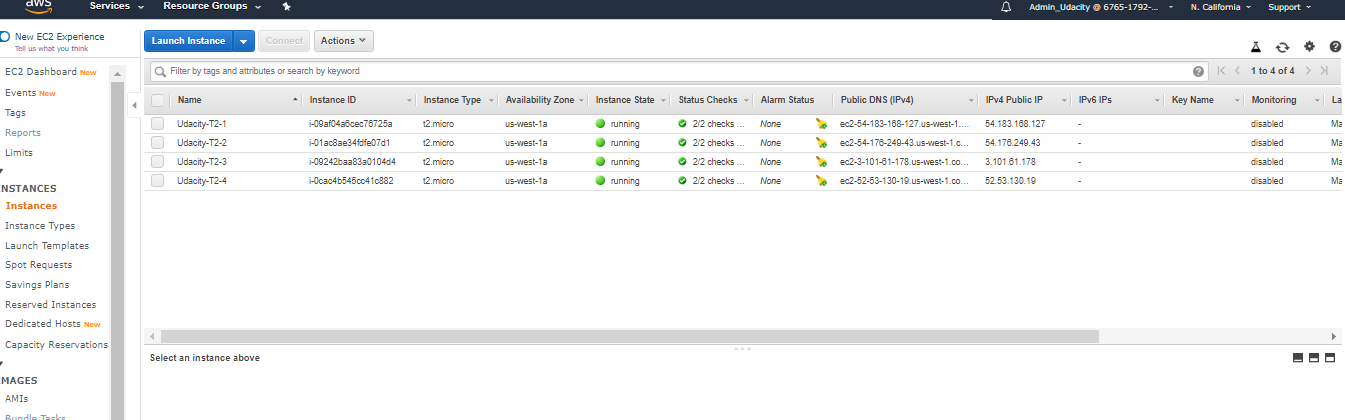 aws Services Resource Groups Admin_Udacity @ 6765-1792-... N. California Support
New EC2 Experience
Tell us what you think
Launch Instance Connect Actions
EC2 Dashboard New
Filter by tags and attributes or search by keyword 1 to 4 of 4
Events New
Tags
Reports
Limits
Name Instance ID Instance Type Availability Zone Instance State Status Checks Alarm Status Public DNS (IPv4) IPv4 Public IP IPv6 IPs Key Name Monitoring La
Udacity-T2-1 i-09af04a6cec76725a t2.micro us-west-1a running 2/2 checks ... None ec2-54-183-168-127.us-west-1.... 54.183.168.127 - disabled Ma
Udacity-T2-2 i-01ac8ae34fdfe07d1 t2.micro us-west-1a running 2/2 checks ... None ec2-54-176-249-43.us-west-1.c... 54.176.249.43 - disabled Ma
Udacity-T2-3 i-09242baa83a0104d4 t2.micro us-west-1a running 2/2 checks ... None ec2-3-101-61-178.us-west-1.co... 3.101.61.178 - disabled Ma
Udacity-T2-4 i-0cac4b545cc41c882 t2.micro us-west-1a running 2/2 checks ... None ec2-52-53-130-19.us-west-1.co... 52.53.130.19 - disabled Ma
INSTANCES
Instances
Instance Types
Launch Templates
Spot Requests
Savings Plans
Reserved Instances
Dedicated Hosts New
Capacity Reservations
IMAGES
AMIs
Bundle Tasks
Select an instance above